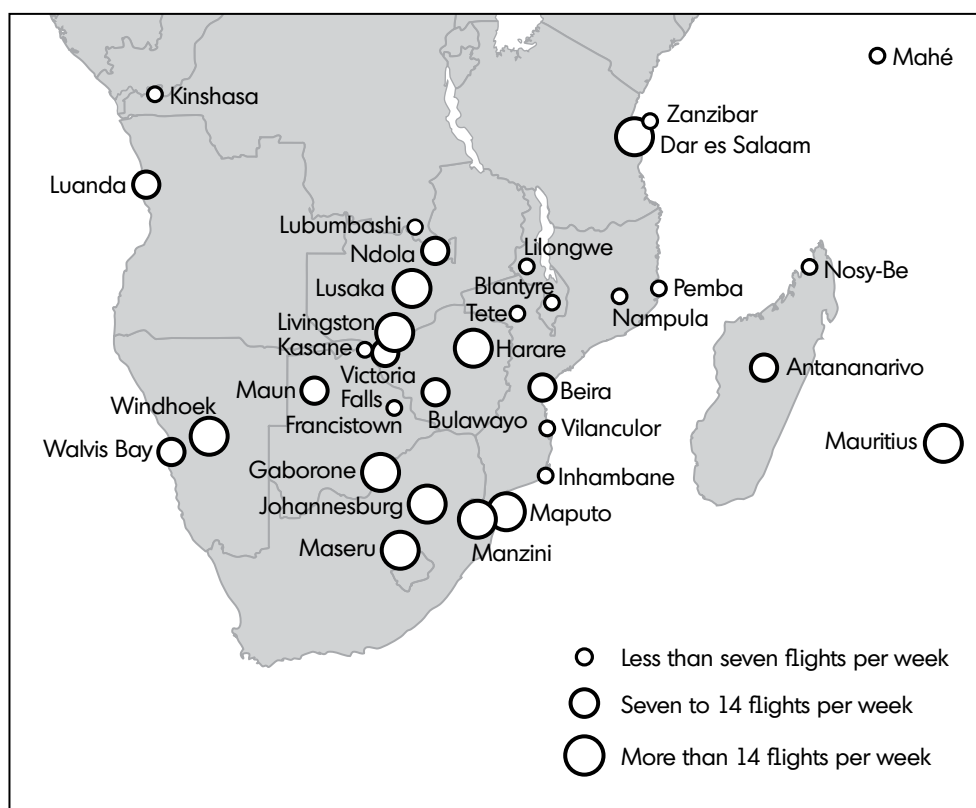 Mahé
Kinshasa
Zanzibar
Dar es Salaam
Luanda
Lubumbashi
Ndola
Lilongwe
Lusaka
Blantyre
Pemba
Nosy-Be
Tete
Nampula
Livingston
Kasane
Harare
Victoria
Falls
Antananarivo
Maun
Beira
Windhoek
Francistown
Bulawayo
Vilanculor
Walvis Bay
Mauritius
Gaborone
Inhambane
Johannesburg
Maputo
Maseru
Manzini
Less than seven flights per week
Seven to 14 flights per week
More than 14 flights per week